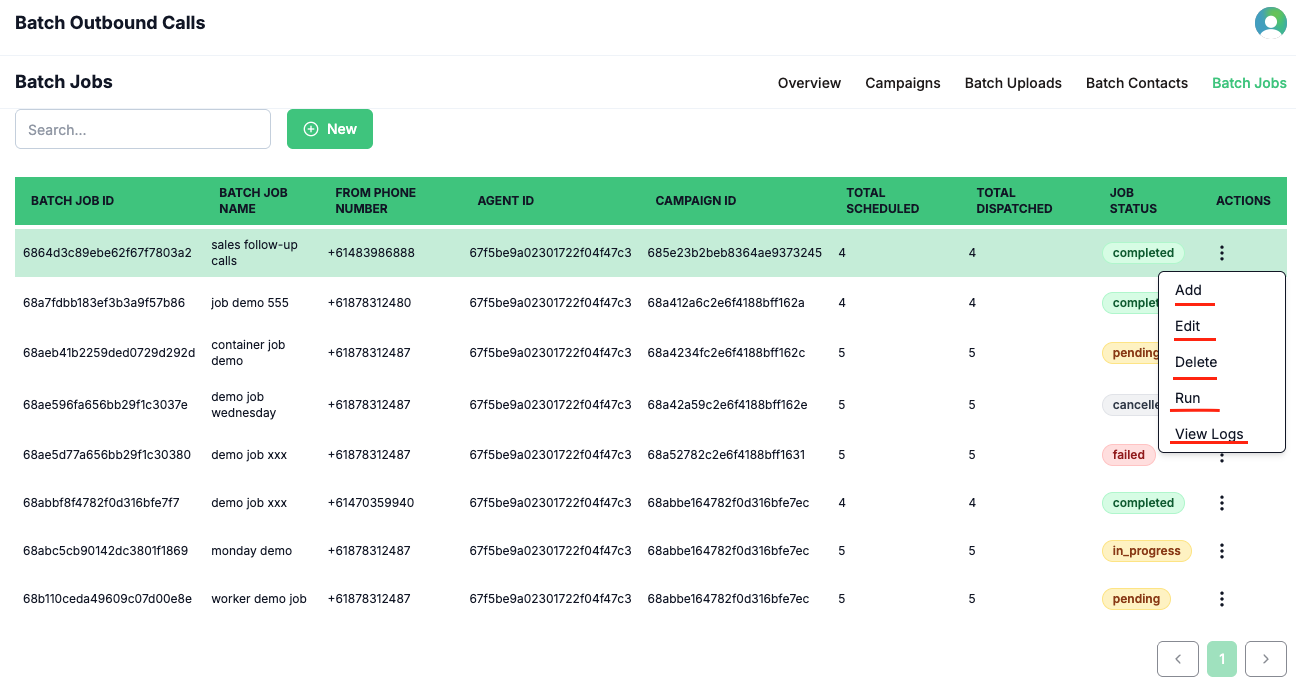 Batch Outbound Calls
Batch Jobs
Overview Campaigns Batch Uploads Batch Contacts Batch Jobs
Search...
New
BATCH JOB ID BATCH JOB NAME FROM PHONE NUMBER AGENT ID CAMPAIGN ID TOTAL SCHEDULED TOTAL DISPATCHED JOB STATUS ACTIONS
6864d3c89ebe62f67f7803a2 sales follow-up calls +61483986888 67f5be9a02301722f04f47c3 685e23b2beb8364ae9373245 4 4 completed
68a7fdbb183ef3b3a9f57b86 job demo 555 +61878312480 67f5be9a02301722f04f47c3 68a412a6c2e6f4188bff162a 4 4 complet
68aeb41b2259ded0729d292d container job demo +61878312487 67f5be9a02301722f04f47c3 68a4234fc2e6f4188bff162c 5 5 pending
68ae596fa656bb29f1c3037e demo job wednesday +61878312487 67f5be9a02301722f04f47c3 68a42a59c2e6f4188bff162e 5 5 cancelle
68ae5d77a656bb29f1c30380 demo job xxx +61878312487 67f5be9a02301722f04f47c3 68a52782c2e6f4188bff1631 5 5 failed
68abbf8f4782f0d316bfe7f7 demo job xxx +61470359940 67f5be9a02301722f04f47c3 68abbe164782f0d316bfe7ec 4 4 completed
68abc5cb90142dc3801f1869 monday demo +61878312487 67f5be9a02301722f04f47c3 68abbe164782f0d316bfe7ec 5 5 in_progress
68b110ceda49609c07d00e8e worker demo job +61878312487 67f5be9a02301722f04f47c3 68abbe164782f0d316bfe7ec 5 5 pending
Add
Edit
Delete
Run
View Logs
1